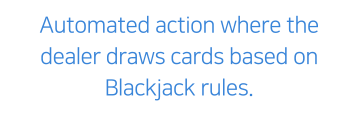 Automated action where the
dealer draws cards based on
Blackjack rules.